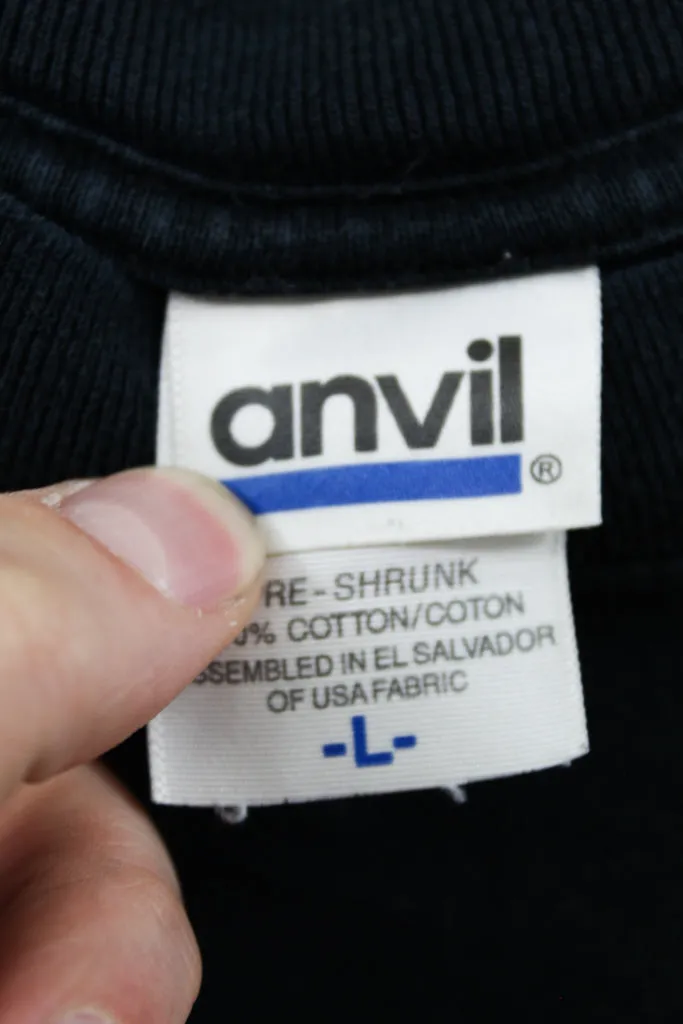 anvil
®
RE-SHRUNK
0% COTTON/COTON
SSEMBLED IN EL SALVADOR
OF USA FABRIC
-L-